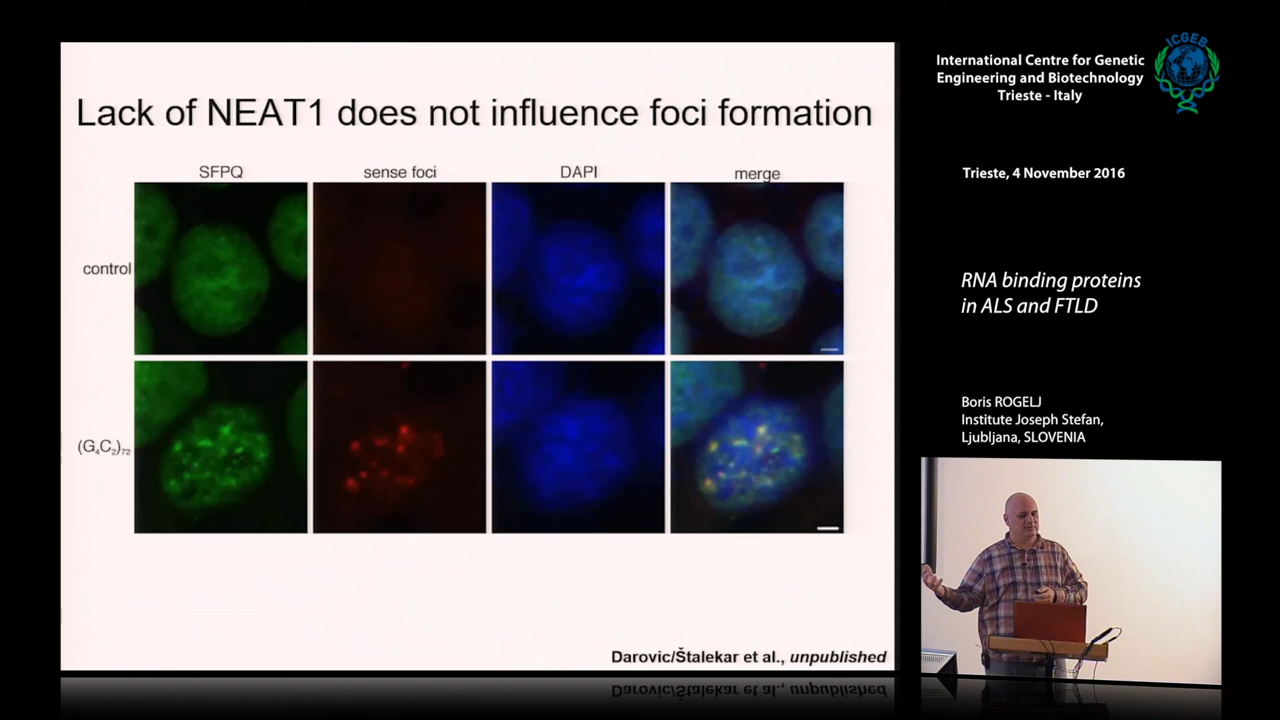 Lack of NEAT1 does not influence foci formation
SFPQ
sense foci
DAPI
merge
control
(G4C2)72
Darovic/Štalekar et al., unpublished
International Centre for Genetic
Engineering and Biotechnology
Trieste - Italy
ICGEB
Trieste, 4 November 2016
RNA binding proteins
in ALS and FTLD
Boris ROGELJ
Institute Joseph Stefan,
Ljubljana, SLOVENIA